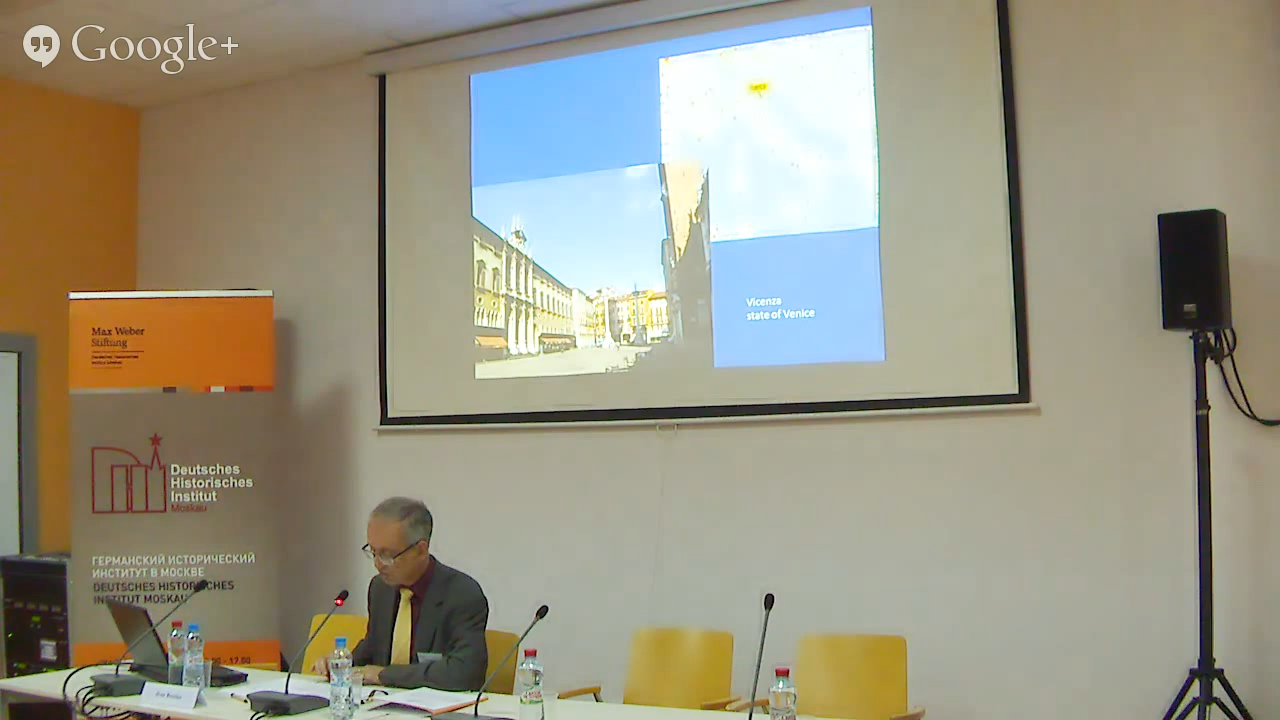 Google+
Vicenza
state of Venice
Max Weber
Stiftung
Deutsches
Historisches
Institut
Moskau
ГЕРМАНСКИЙ ИСТОРИЧЕСКИЙ
ИНСТИТУТ В МОСКВЕ
DEUTSCHES HISTORISCHES
INSTITUT MOSKAU